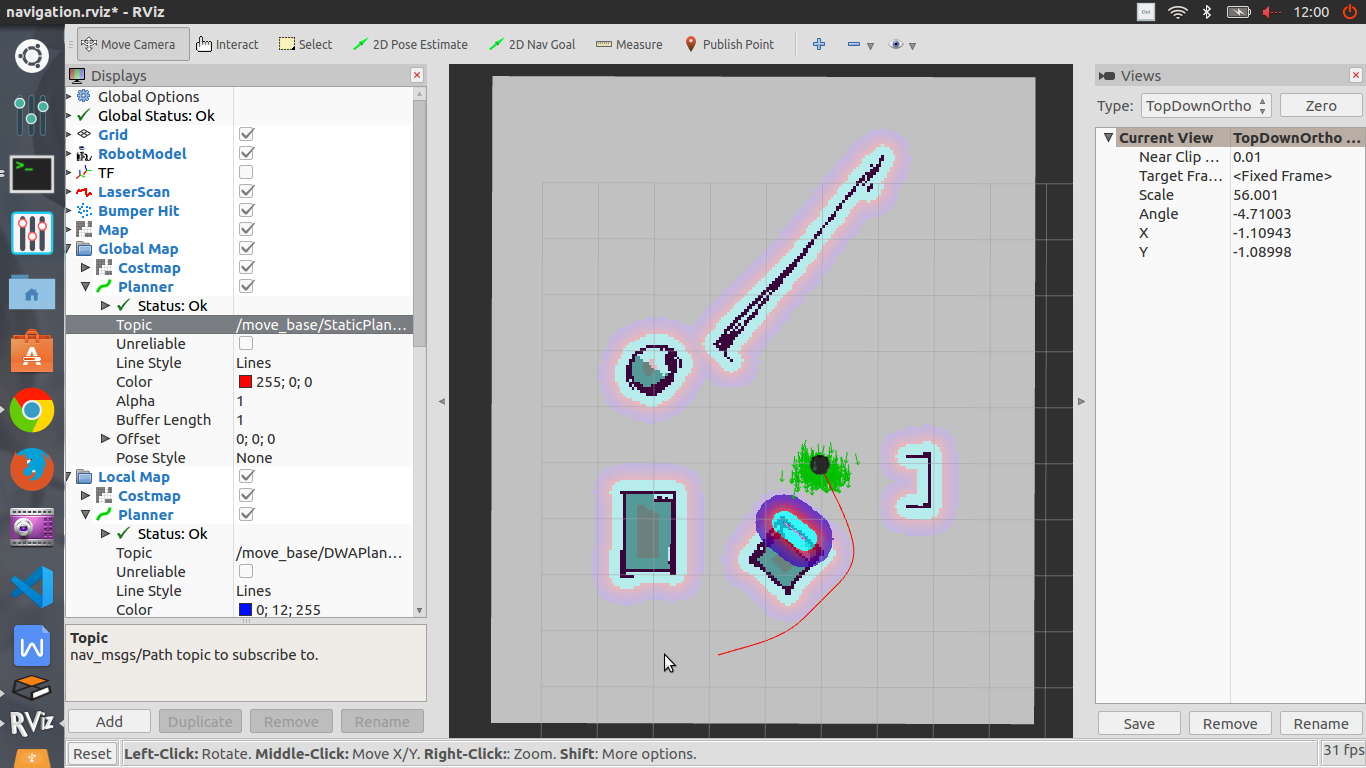 navigation.rviz* - RViz
12:00
Move Camera Interact Select 2D Pose Estimate 2D Nav Goal Measure Publish Point
Displays
Global Options
Global Status: Ok
Grid
RobotModel
TF
LaserScan
Bumper Hit
Map
Global Map
Costmap
Planner
Status: Ok
Topic /move_base/StaticPlan...
Unreliable
Line Style Lines
Color 255; 0; 0
Alpha 1
Buffer Length 1
Offset 0; 0; 0
Pose Style None
Local Map
Costmap
Planner
Status: Ok
Topic /move_base/DWAPlan...
Unreliable
Line Style Lines
Color 0; 12; 255
Topic
nav_msgs/Path topic to subscribe to.
Add Duplicate Remove Rename
Reset Left-Click: Rotate. Middle-Click: Move X/Y. Right-Click:: Zoom. Shift: More options.
31 fps
Views
Type: TopDownOrtho Zero
Current View TopDownOrtho ...
Near Clip ... 0.01
Target Fra... <Fixed Frame>
Scale 56.001
Angle -4.71003
X -1.10943
Y -1.08998
Save Remove Rename
RViz